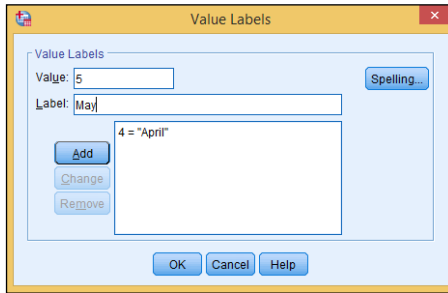 Value Labels
Value Labels
Value: 5
Spelling...
Label: May
4 = "April"
Add
Change
Remove
OK Cancel Help